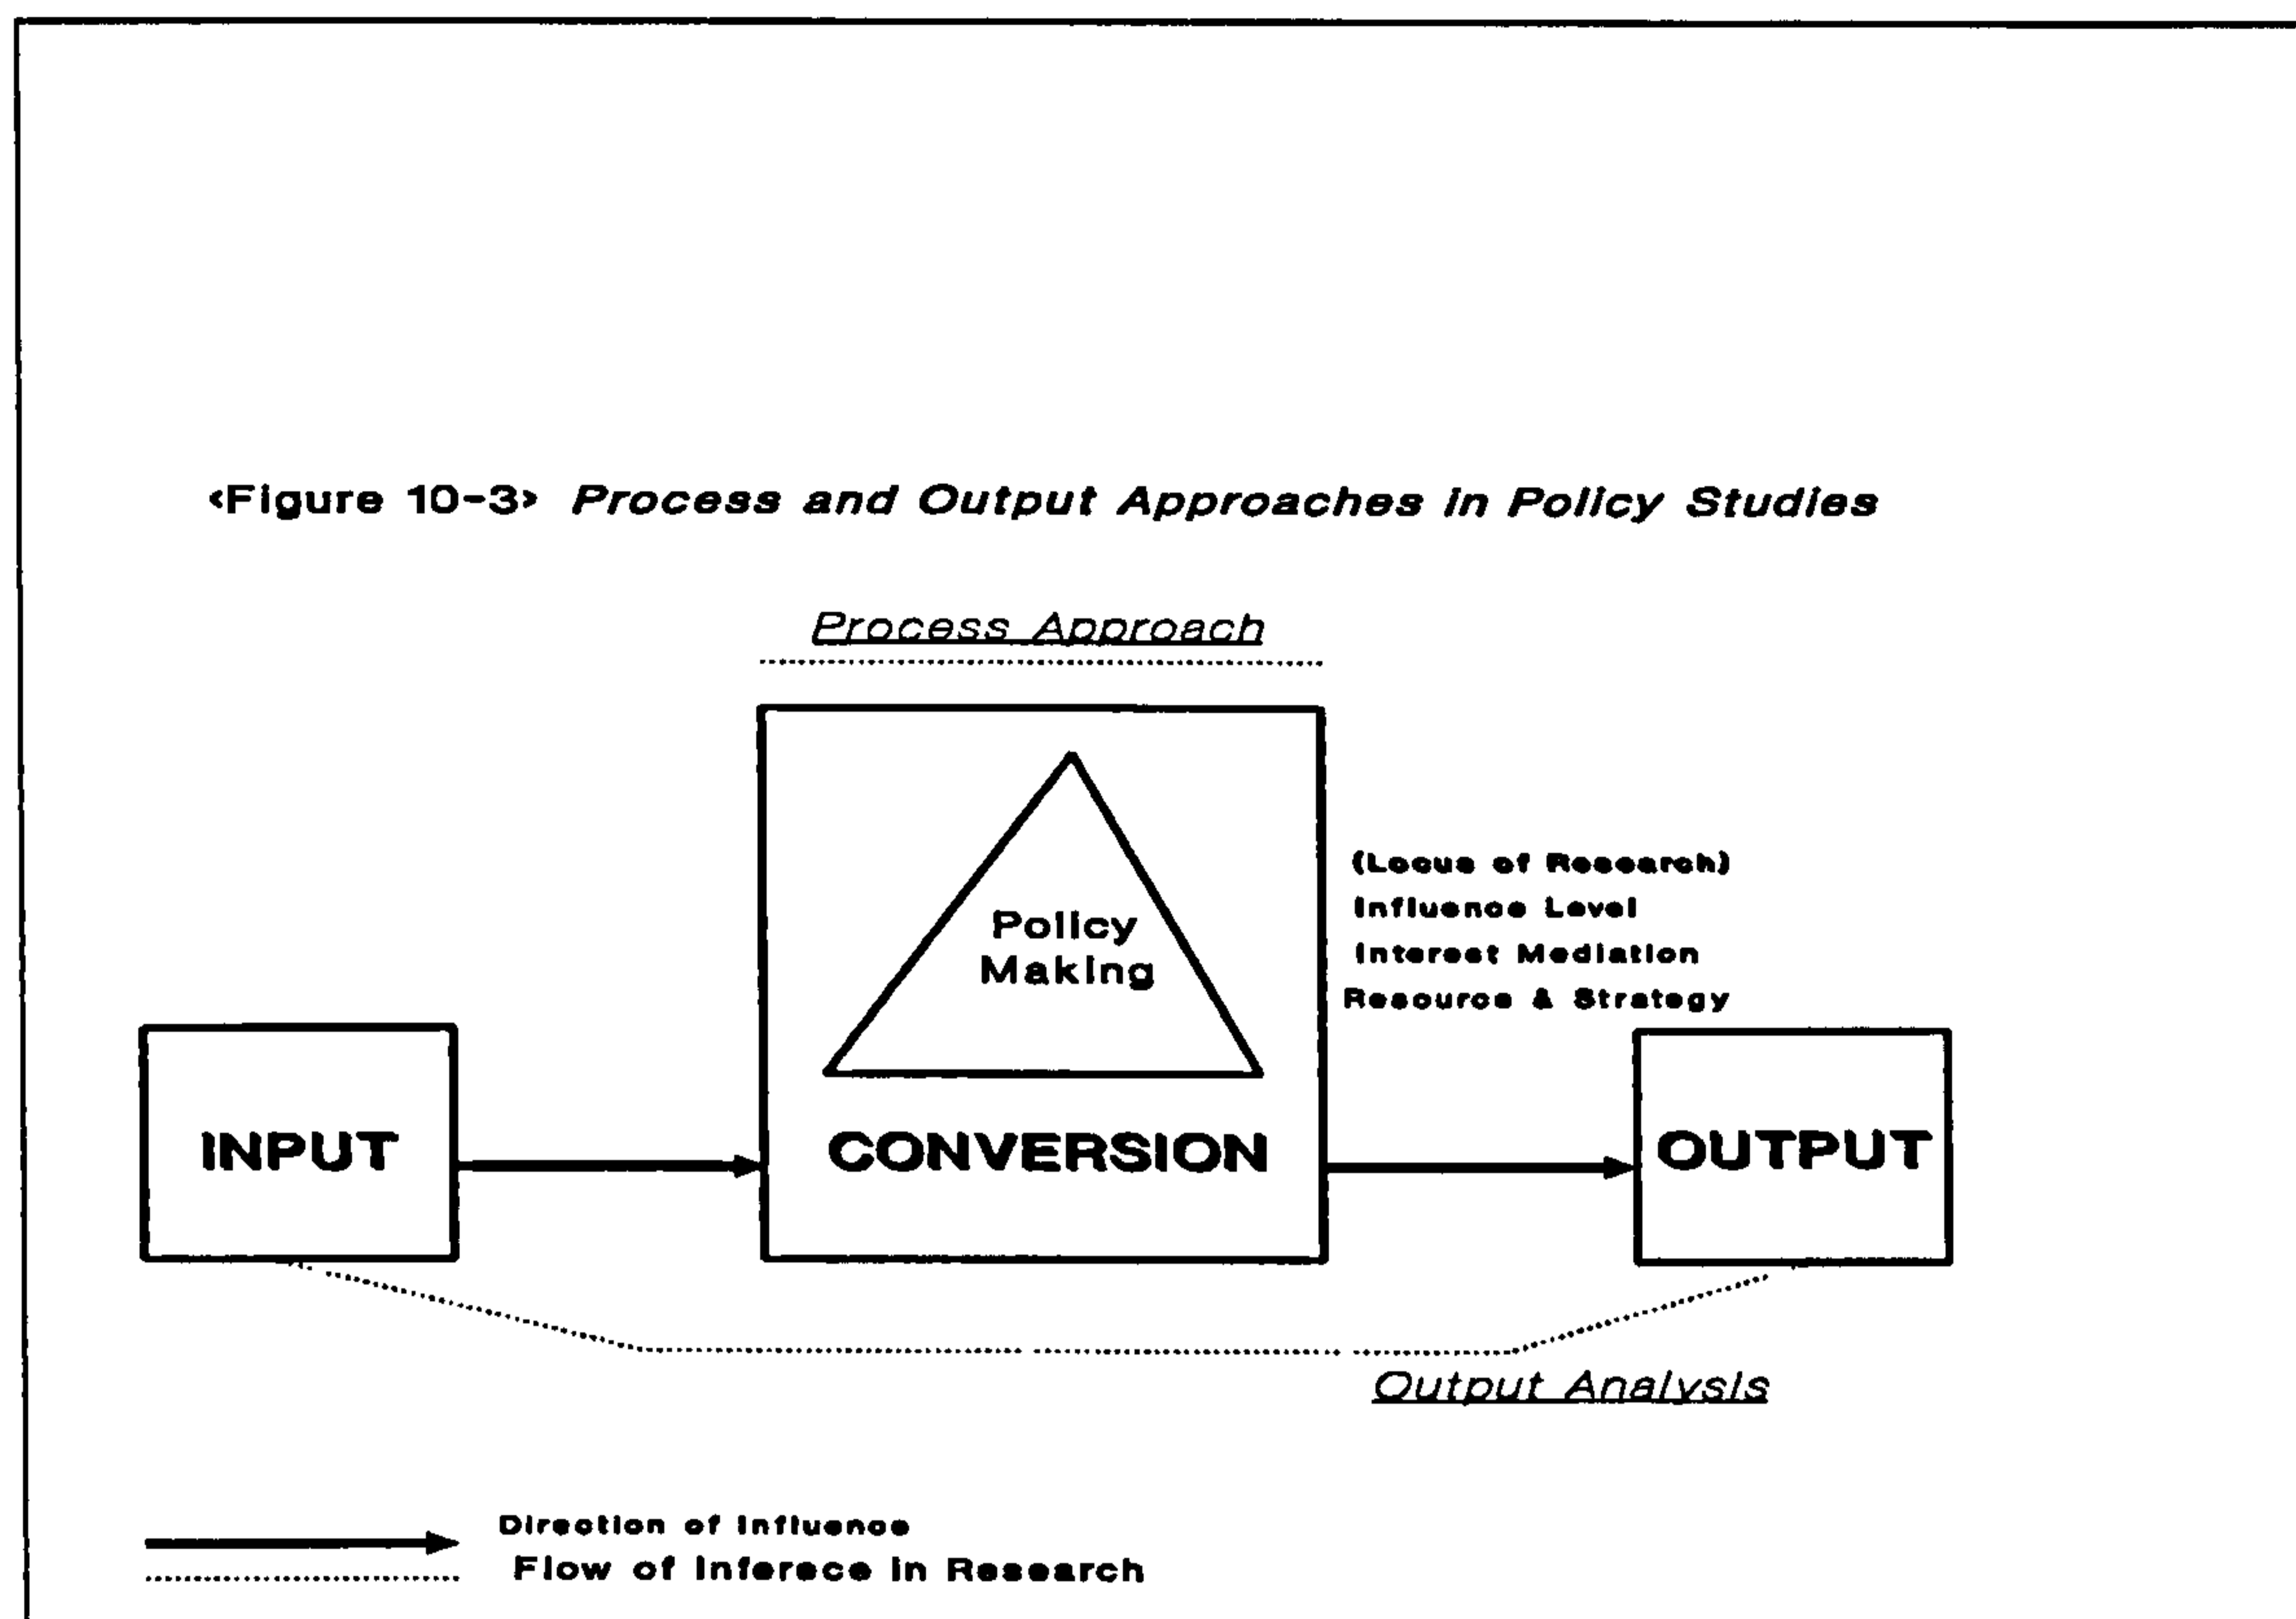 <Figure 10-3> Process and Output Approaches in Policy Studies
Process Approach
Policy
Making
(Locus of Research)
Influence Level
Interest Mediation
Resource & Strategy
INPUT
CONVERSION
OUTPUT
Output Analysis
Direction of Influence
Flow of Inferece in Research